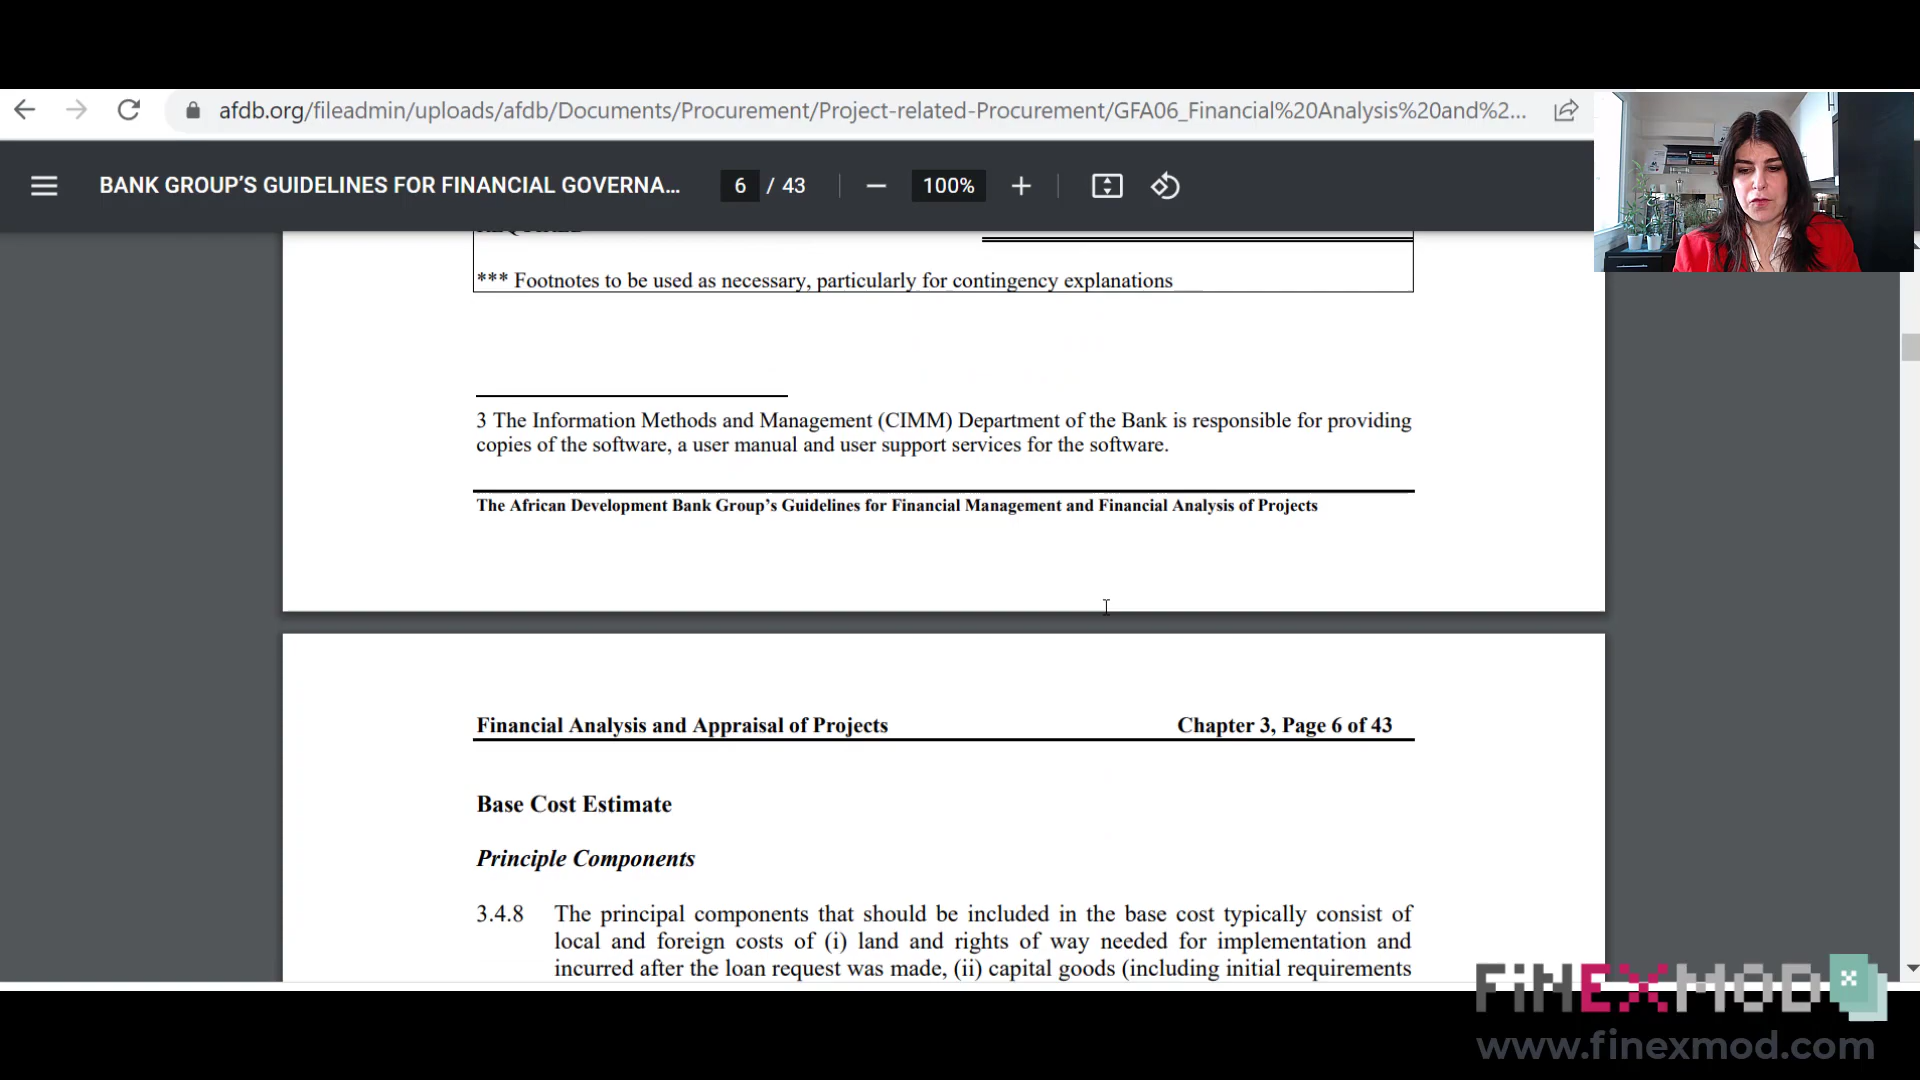 afdb.org/fileadmin/uploads/afdb/Documents/Procurement/Project-related-Procurement/GFA06_Financial%20Analysis%20and%2...
BANK GROUP’S GUIDELINES FOR FINANCIAL GOVERNA...
6 / 43
100%
*** Footnotes to be used as necessary, particularly for contingency explanations
3 The Information Methods and Management (CIMM) Department of the Bank is responsible for providing
copies of the software, a user manual and user support services for the software.
The African Development Bank Group’s Guidelines for Financial Management and Financial Analysis of Projects
Financial Analysis and Appraisal of Projects Chapter 3, Page 6 of 43
Base Cost Estimate
Principle Components
3.4.8 The principal components that should be included in the base cost typically consist of
local and foreign costs of (i) land and rights of way needed for implementation and
incurred after the loan request was made, (ii) capital goods (including initial requirements
FiNEXMOD
www.finexmod.com